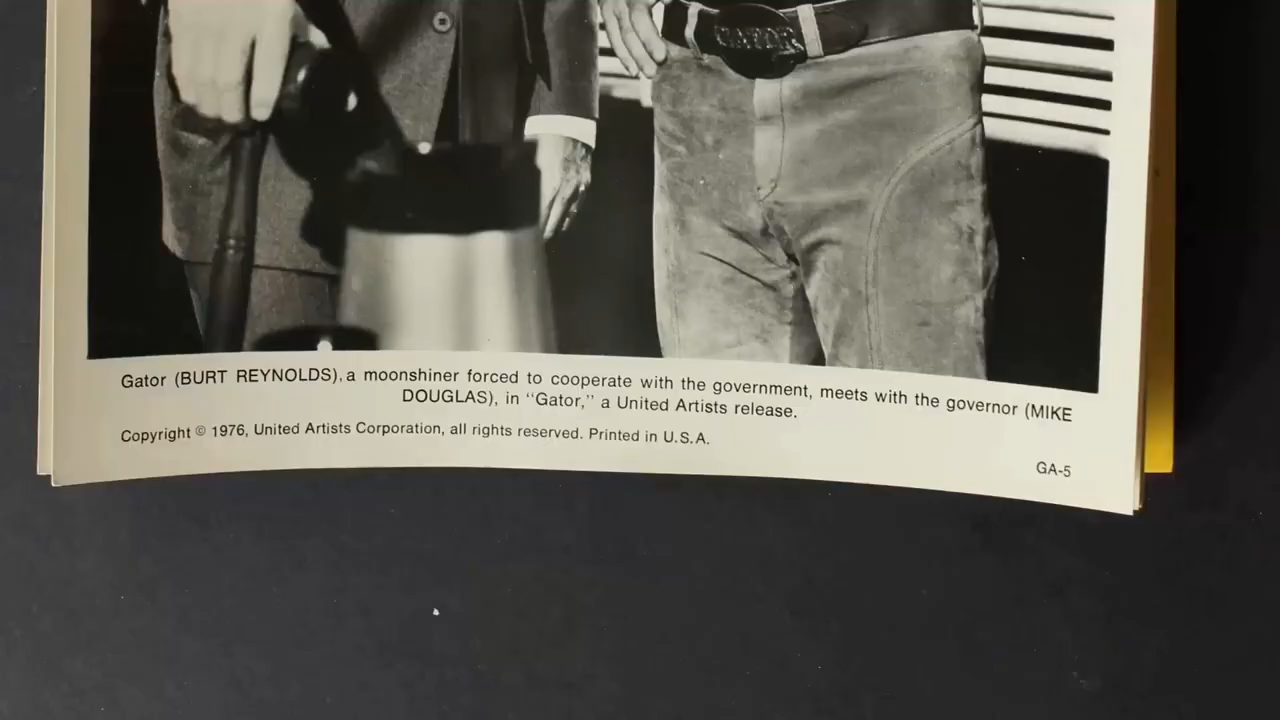 GATOR
Gator (BURT REYNOLDS), a moonshiner forced to cooperate with the government, meets with the governor (MIKE
DOUGLAS), in "Gator," a United Artists release.
Copyright © 1976, United Artists Corporation, all rights reserved. Printed in U.S.A.
GA-5